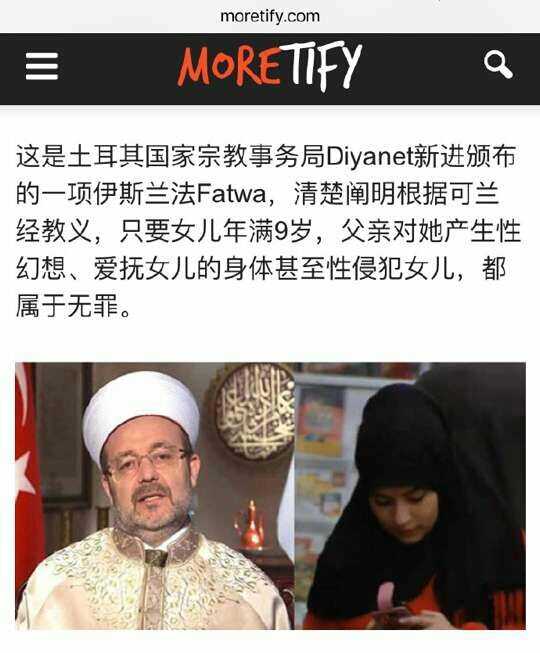 moretify.com
MORETIFY
这是土耳其国家宗教事务局Diyanet新进颁布
的一项伊斯兰法Fatwa，清楚阐明根据可兰
经教义，只要女儿年满9岁，父亲对她产生性
幻想、爱抚女儿的身体甚至性侵犯女儿，都
属于无罪。